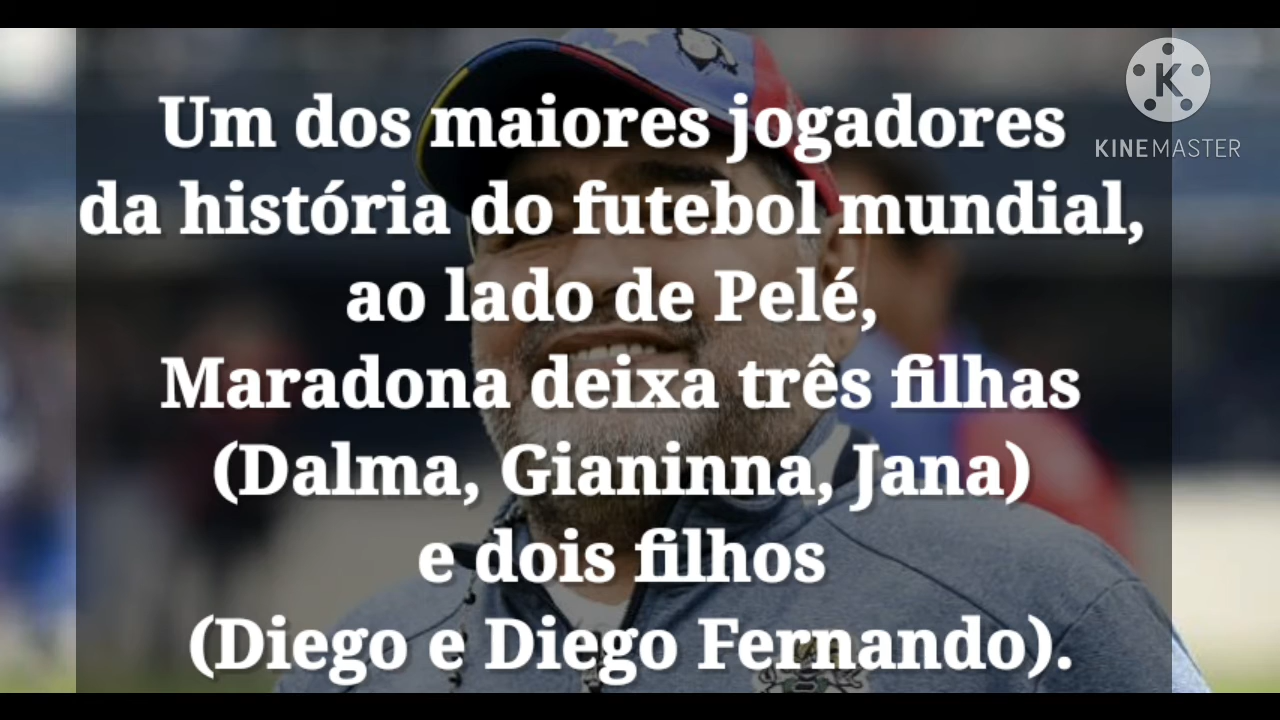 Um dos maiores jogadores
da história do futebol mundial,
ao lado de Pelé,
Maradona deixa três filhas
(Dalma, Gianinna, Jana)
e dois filhos
(Diego e Diego Fernando).
K
KINEMASTER